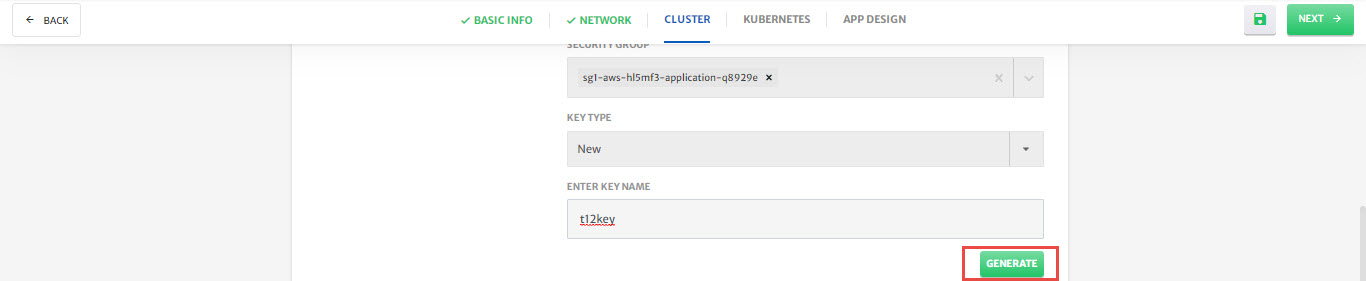 BACK
BASIC INFO
NETWORK
CLUSTER
KUBERNETES
APP DESIGN
NEXT
SECURITY GROUP
sg1-aws-hl5mf3-application-q8929e
KEY TYPE
New
ENTER KEY NAME
t12key
GENERATE